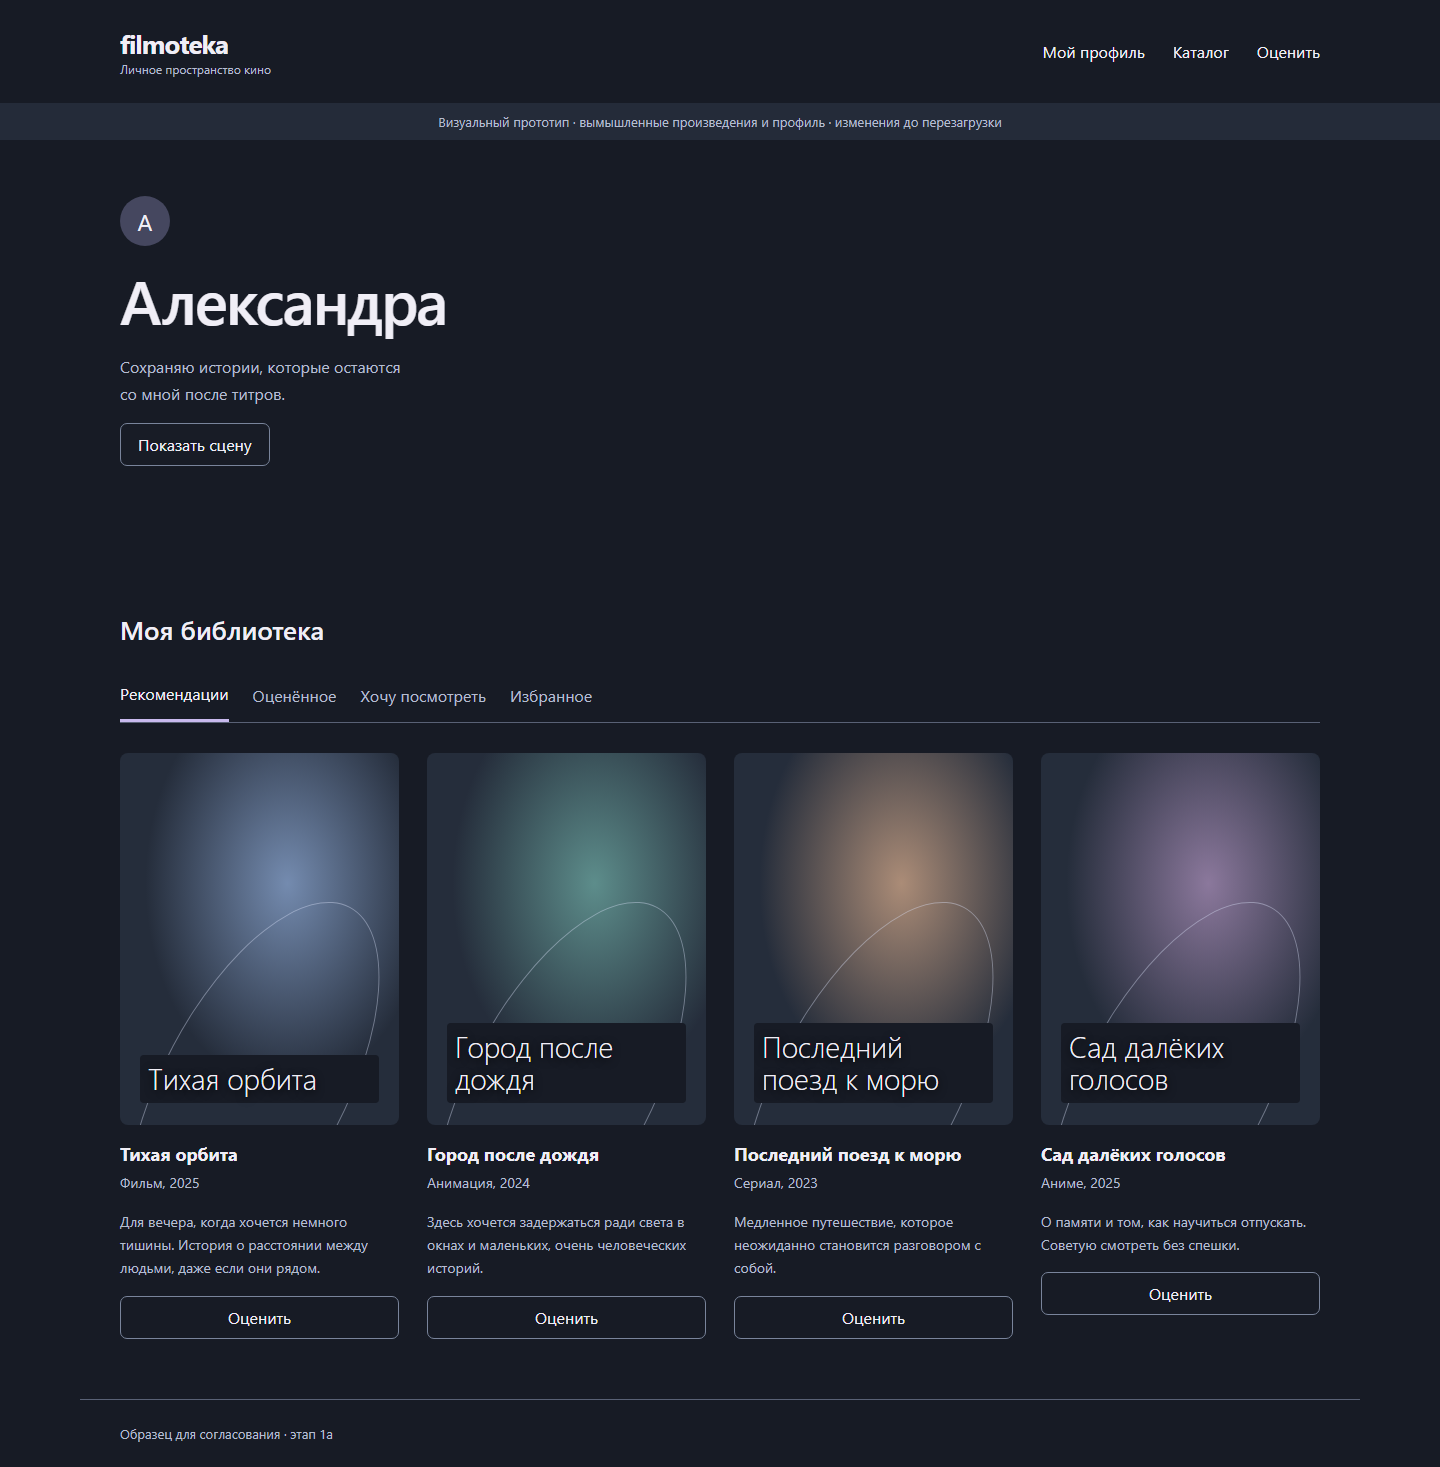 filmoteka
Личное пространство кино
Мой профиль
Каталог
Оценить
Визуальный прототип · вымышленные произведения и профиль · изменения до перезагрузки
А
Александра
Сохраняю истории, которые остаются
со мной после титров.
Показать сцену
Моя библиотека
Рекомендации
Оценённое
Хочу посмотреть
Избранное
Тихая орбита
Тихая орбита
Фильм, 2025
Для вечера, когда хочется немного
тишины. История о расстоянии между
людьми, даже если они рядом.
Оценить
Город после
дождя
Город после дождя
Анимация, 2024
Здесь хочется задержаться ради света в
окнах и маленьких, очень человеческих
историй.
Оценить
Последний
поезд к морю
Последний поезд к морю
Сериал, 2023
Медленное путешествие, которое
неожиданно становится разговором с
собой.
Оценить
Сад далёких
голосов
Сад далёких голосов
Аниме, 2025
О памяти и том, как научиться отпускать.
Советую смотреть без спешки.
Оценить
Образец для согласования · этап 1а